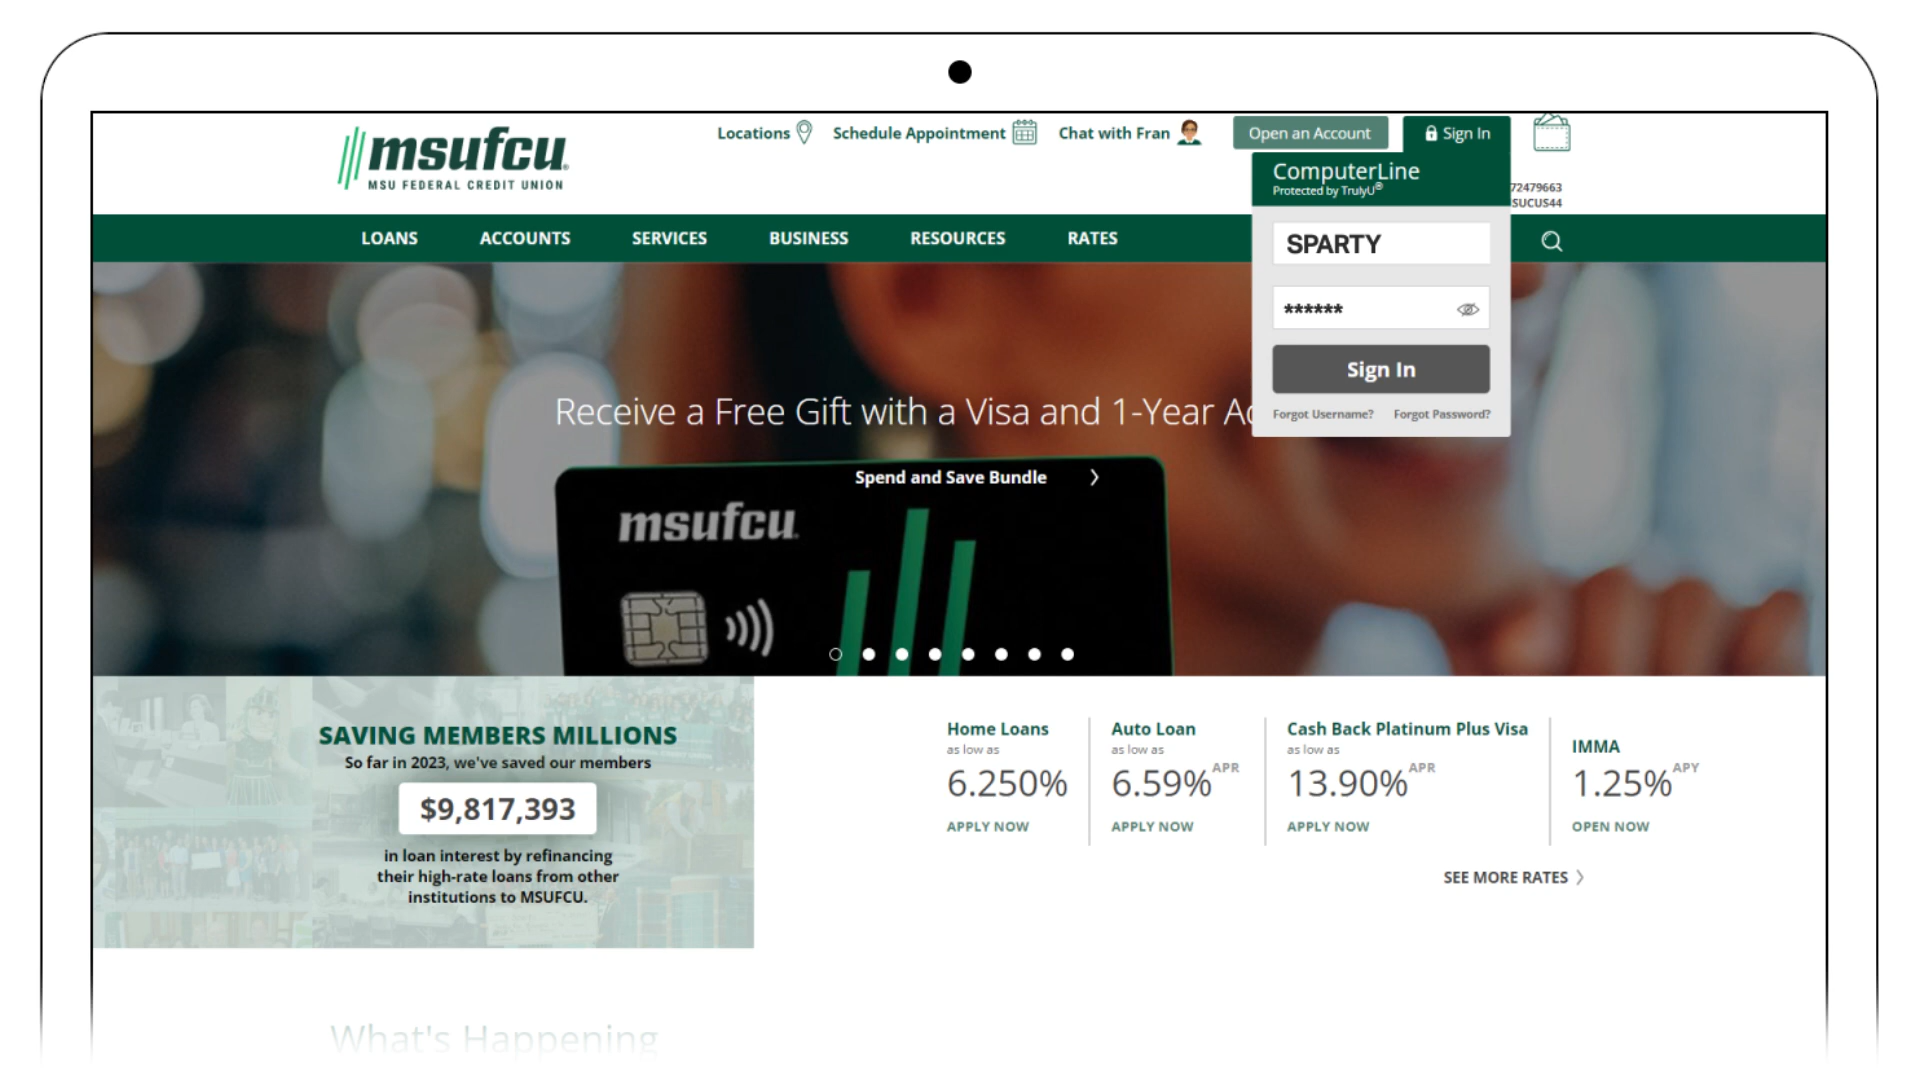 msufcu
MSU FEDERAL CREDIT UNION
Locations Schedule Appointment Chat with Fran Open an Account Sign In
ComputerLine
Protected by TrulyU®
72479663
SUCUS44
LOANS ACCOUNTS SERVICES BUSINESS RESOURCES RATES
SPARTY
******
Sign In
Forgot Username? Forgot Password?
Receive a Free Gift with a Visa and 1-Year
Spend and Save Bundle
msufcu
SAVING MEMBERS MILLIONS
So far in 2023, we've saved our members
$9,817,393
in loan interest by refinancing
their high-rate loans from other
institutions to MSUFCU.
Home Loans
as low as
6.250%
APPLY NOW
Auto Loan
as low as
6.59% APR
APPLY NOW
Cash Back Platinum Plus Visa
as low as
13.90% APR
APPLY NOW
IMMA
1.25% APY
OPEN NOW
SEE MORE RATES
What's Happening